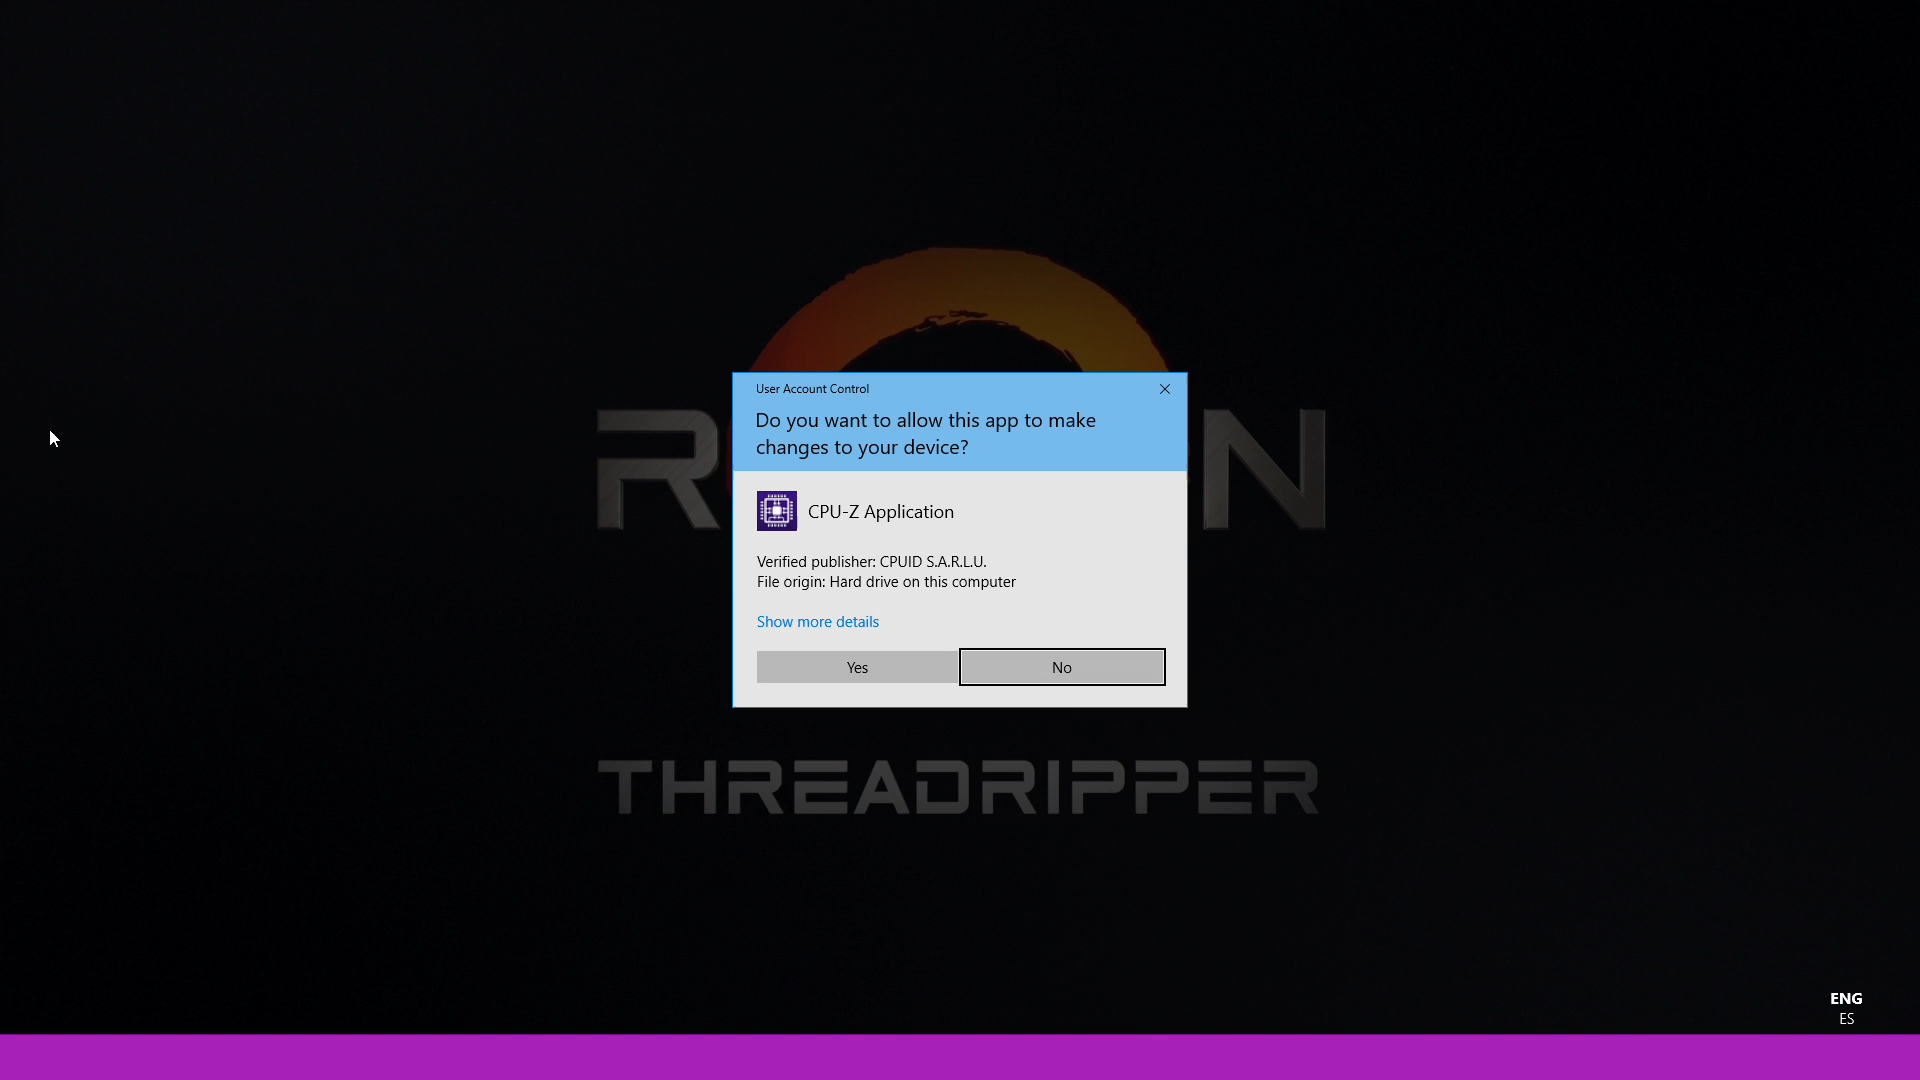 User Account Control
Do you want to allow this app to make
changes to your device?
CPU-Z Application
Verified publisher: CPUID S.A.R.L.U.
File origin: Hard drive on this computer
Show more details
Yes
No
R N
THREADRIPPER
ENG
ES